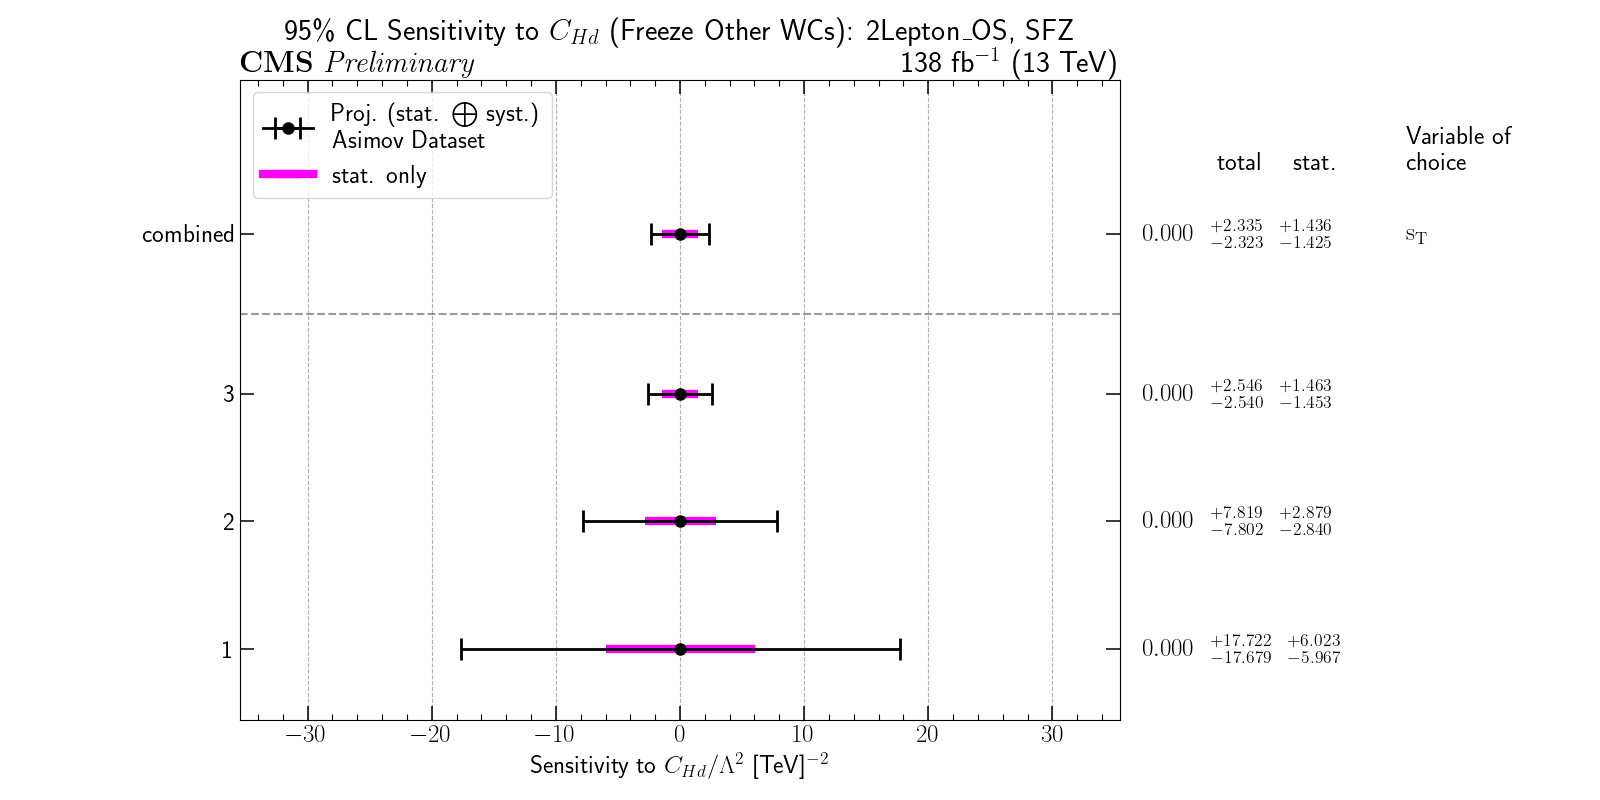 95% CL Sensitivity to C_{Hd} (Freeze Other WCs): 2Lepton_OS, SFZ
CMS Preliminary 138 fb^{−1} (13 TeV)
Proj. (stat. ⨁ syst.)
Asimov Dataset
stat. only
Variable of
total stat. choice
combined 0.000 +2.335 +1.436 s_T
−2.323 −1.425
3 0.000 +2.546 +1.463
−2.540 −1.453
2 0.000 +7.819 +2.879
−7.802 −2.840
1 0.000 +17.722 +6.023
−17.679 −5.967
−30 −20 −10 0 10 20 30
Sensitivity to C_{Hd}/Λ^2 [TeV]^{−2}